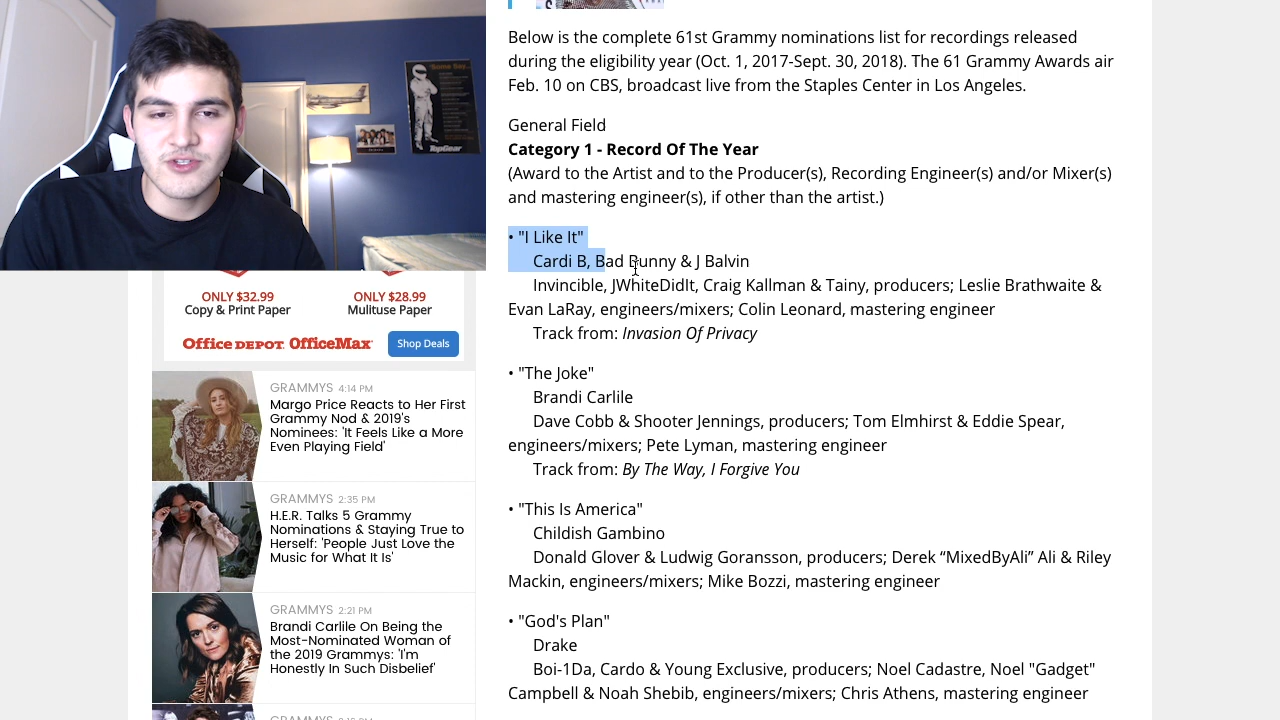 "Some Say...
TopGear
Below is the complete 61st Grammy nominations list for recordings released
during the eligibility year (Oct. 1, 2017-Sept. 30, 2018). The 61 Grammy Awards air
Feb. 10 on CBS, broadcast live from the Staples Center in Los Angeles.
General Field
Category 1 - Record Of The Year
(Award to the Artist and to the Producer(s), Recording Engineer(s) and/or Mixer(s)
and mastering engineer(s), if other than the artist.)
• "I Like It"
Cardi B, Bad Bunny & J Balvin
Invincible, JWhiteDidIt, Craig Kallman & Tainy, producers; Leslie Brathwaite &
Evan LaRay, engineers/mixers; Colin Leonard, mastering engineer
Track from: Invasion Of Privacy
• "The Joke"
Brandi Carlile
Dave Cobb & Shooter Jennings, producers; Tom Elmhirst & Eddie Spear,
engineers/mixers; Pete Lyman, mastering engineer
Track from: By The Way, I Forgive You
• "This Is America"
Childish Gambino
Donald Glover & Ludwig Goransson, producers; Derek “MixedByAli” Ali & Riley
Mackin, engineers/mixers; Mike Bozzi, mastering engineer
• "God's Plan"
Drake
Boi-1Da, Cardo & Young Exclusive, producers; Noel Cadastre, Noel "Gadget"
Campbell & Noah Shebib, engineers/mixers; Chris Athens, mastering engineer
ONLY $32.99
Copy & Print Paper
ONLY $28.99
Mulituse Paper
Office DEPOT. OfficeMax
Shop Deals
GRAMMYS 4:14 PM
Margo Price Reacts to Her First
Grammy Nod & 2019's
Nominees: 'It Feels Like a More
Even Playing Field'
GRAMMYS 2:35 PM
H.E.R. Talks 5 Grammy
Nominations & Staying True to
Herself: 'People Just Love the
Music for What It Is'
GRAMMYS 2:21 PM
Brandi Carlile On Being the
Most-Nominated Woman of
the 2019 Grammys: 'I'm
Honestly In Such Disbelief'